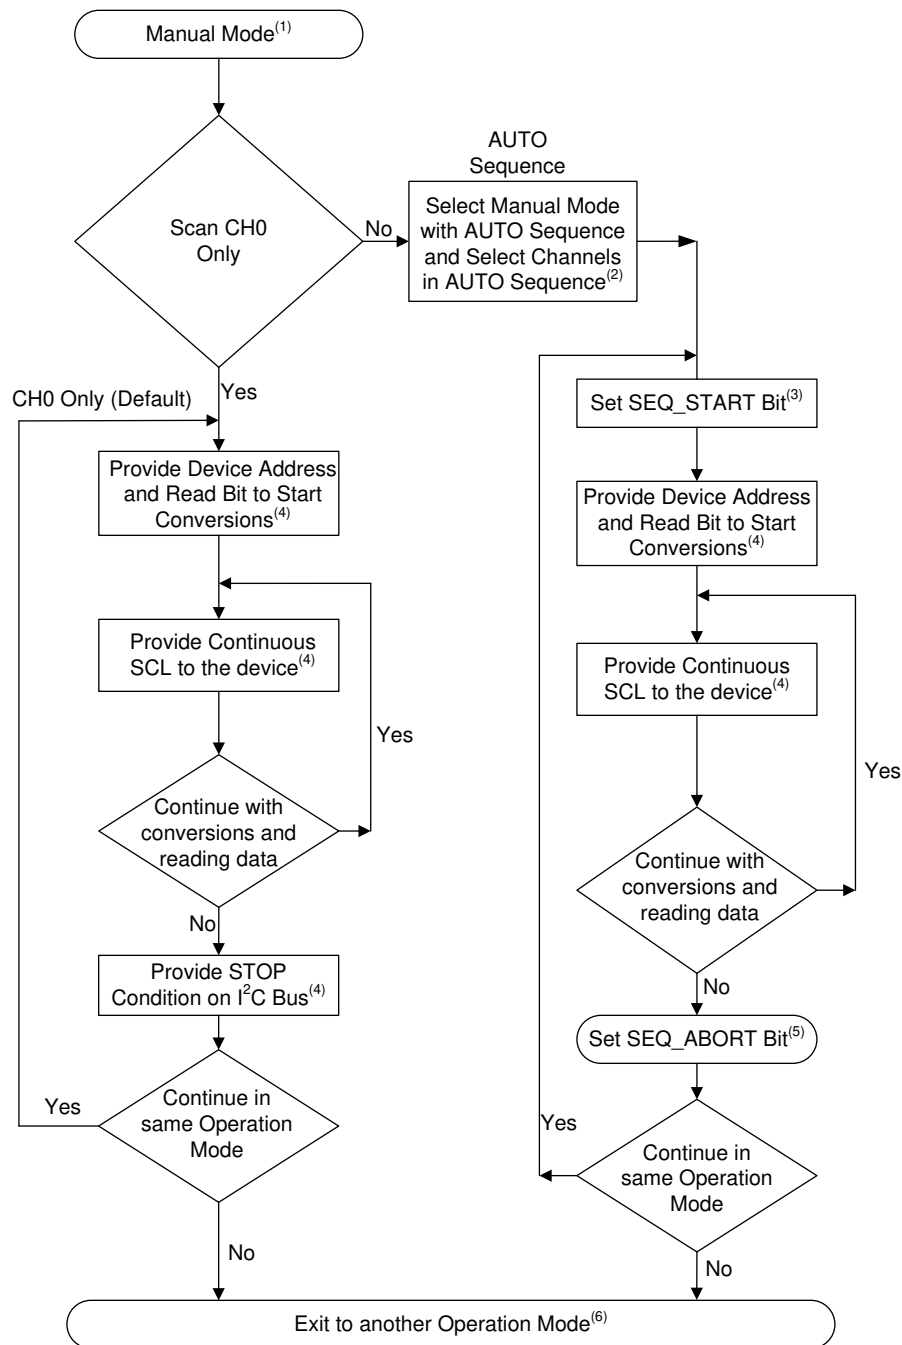 Manual Mode(1)
Scan CH0
Only
No
AUTO
Sequence
Select Manual Mode
with AUTO Sequence
and Select Channels
in AUTO Sequence(2)
Yes
CH0 Only (Default)
Provide Device Address
and Read Bit to Start
Conversions(4)
Provide Continuous
SCL to the device(4)
Yes
Continue with
conversions and
reading data
No
Provide STOP
Condition on I2C Bus(4)
Yes
Continue in
same Operation
Mode
No
Set SEQ_START Bit(3)
Provide Device Address
and Read Bit to Start
Conversions(4)
Provide Continuous
SCL to the device(4)
Yes
Continue with
conversions and
reading data
No
Set SEQ_ABORT Bit(5)
Yes
Continue in
same Operation
Mode
No
Exit to another Operation Mode(6)